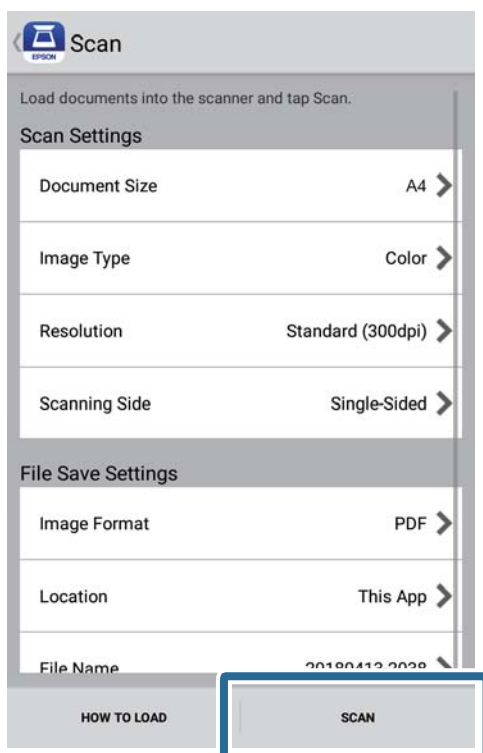 EPSON
Scan
Load documents into the scanner and tap Scan.
Scan Settings
Document Size A4
Image Type Color
Resolution Standard (300dpi)
Scanning Side Single-Sided
File Save Settings
Image Format PDF
Location This App
File Name 20180413 2038
HOW TO LOAD SCAN